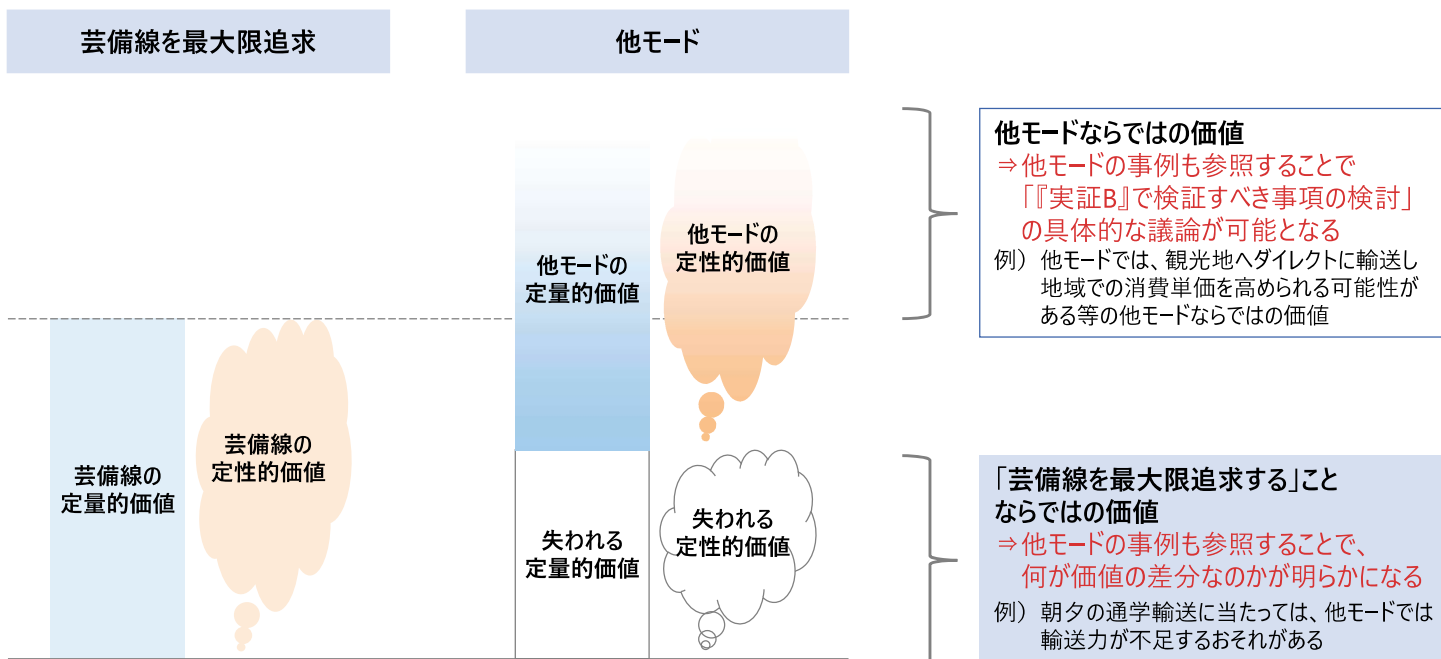 芸備線を最大限追求
他モード
芸備線の
定量的価値
芸備線の
定性的価値
他モードの
定量的価値
他モードの
定性的価値
失われる
定量的価値
失われる
定性的価値
他モードならではの価値
⇒他モードの事例も参照することで
「『実証B』で検証すべき事項の検討」
の具体的な議論が可能となる
例） 他モードでは、観光地へダイレクトに輸送し
地域での消費単価を高められる可能性が
ある等の他モードならではの価値
「芸備線を最大限追求する」こと
ならではの価値
⇒他モードの事例も参照することで、
何が価値の差分なのかが明らかになる
例） 朝夕の通学輸送に当たっては、他モードでは
輸送力が不足するおそれがある